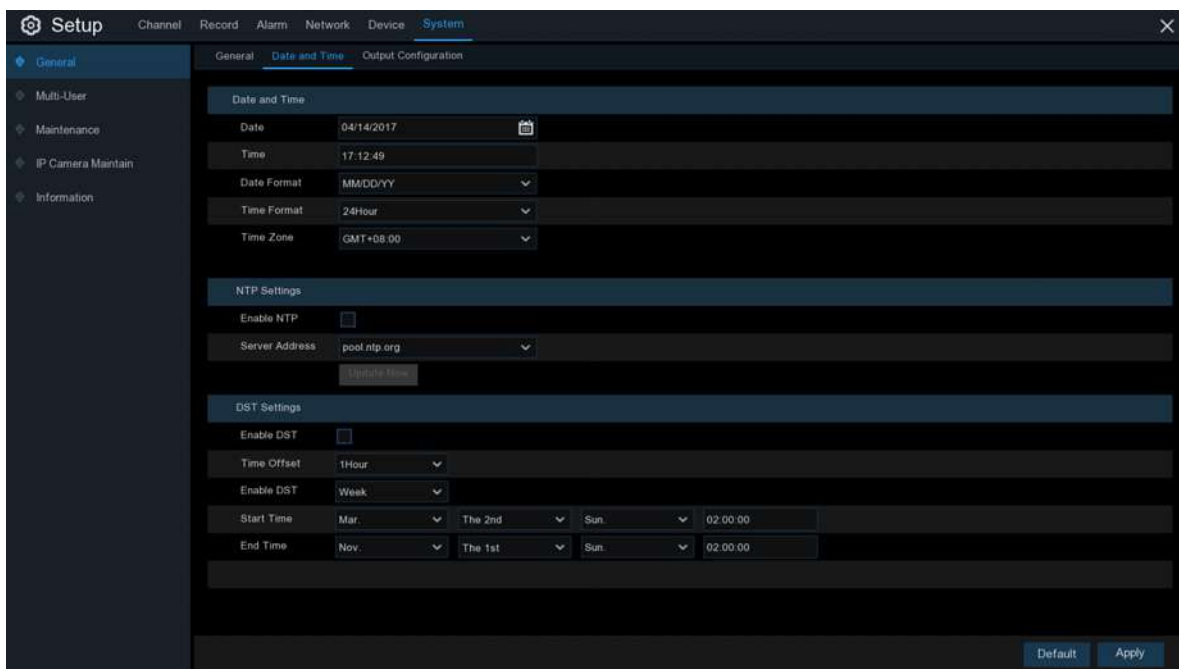 Setup Channel Record Alarm Network Device System
General Date and Time Output Configuration
General
Multi-User
Maintenance
IP Camera Maintain
Information
Date and Time
Date 04/14/2017
Time 17:12:49
Date Format MM/DD/YY
Time Format 24Hour
Time Zone GMT+08:00
NTP Settings
Enable NTP
Server Address pool.ntp.org
Update Now
DST Settings
Enable DST
Time Offset 1Hour
Enable DST Week
Start Time Mar. The 2nd Sun. 02:00:00
End Time Nov. The 1st Sun. 02:00:00
Default Apply